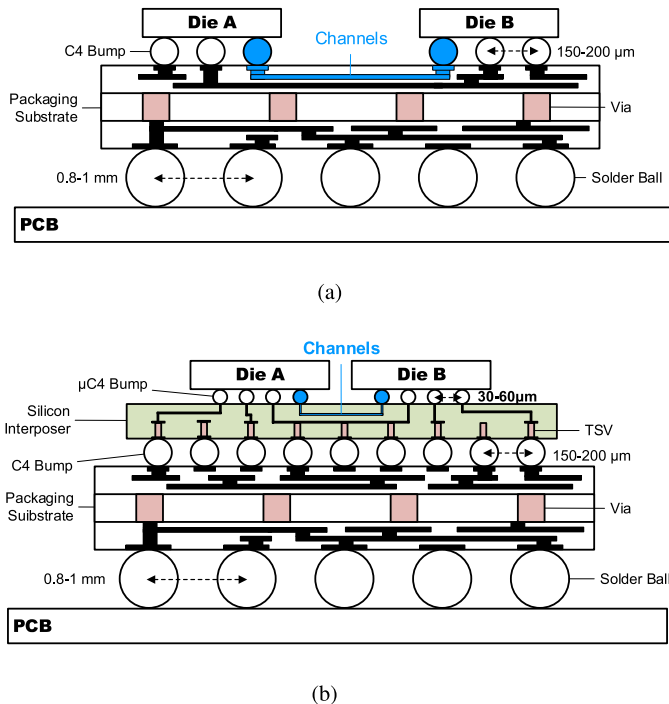 Die A
Die B
C4 Bump
Channels
150-200 µm
Packaging
Substrate
Via
0.8-1 mm
Solder Ball
PCB
(a)
Channels
Die A
Die B
µC4 Bump
30-60µm
Silicon
Interposer
TSV
C4 Bump
150-200 µm
Packaging
Suibstrate
Via
0.8-1 mm
Solder Ball
PCB
(b)